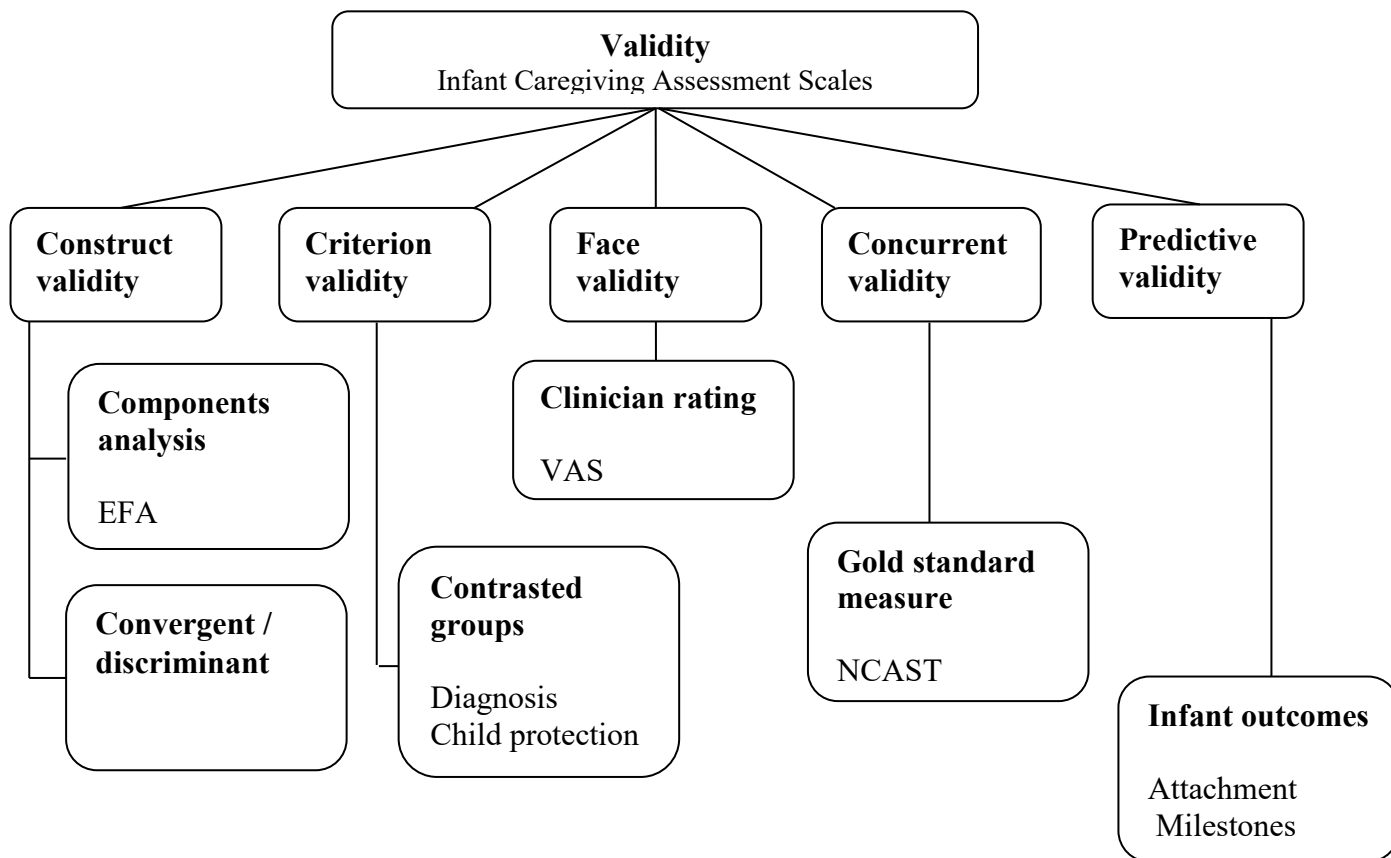 Validity
Infant Caregiving Assessment Scales
Construct
validity
Criterion
validity
Face
validity
Concurrent
validity
Predictive
validity
Components
analysis
EFA
Convergent /
discriminant
Contrasted
groups
Diagnosis
Child protection
Clinician rating
VAS
Gold standard
measure
NCAST
Infant outcomes
Attachment
Milestones